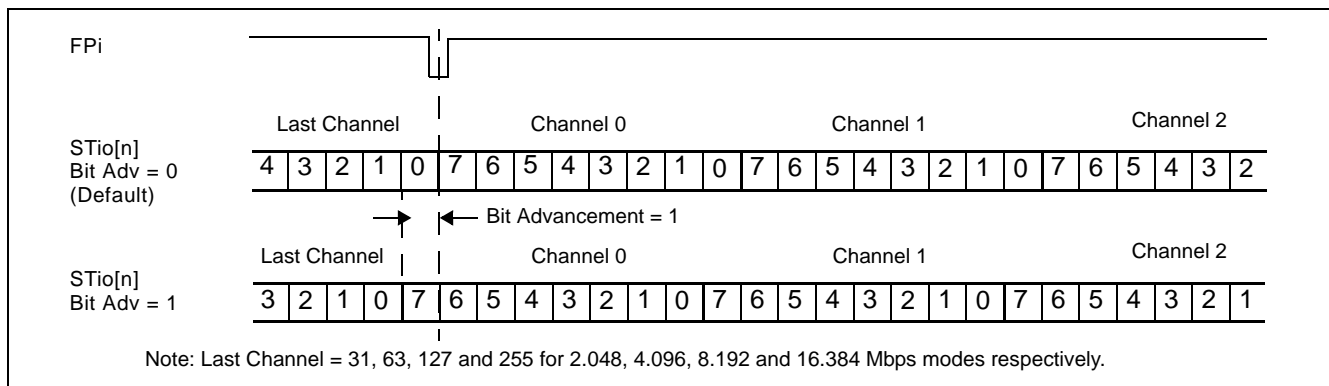 FPi
Last Channel Channel 0 Channel 1 Channel 2
STio[n]
Bit Adv = 0
(Default)
4 3 2 1 0 7 6 5 4 3 2 1 0 7 6 5 4 3 2 1 0 7 6 5 4 3 2
Bit Advancement = 1
Last Channel Channel 0 Channel 1 Channel 2
STio[n]
Bit Adv = 1
3 2 1 0 7 6 5 4 3 2 1 0 7 6 5 4 3 2 1 0 7 6 5 4 3 2 1
Note: Last Channel = 31, 63, 127 and 255 for 2.048, 4.096, 8.192 and 16.384 Mbps modes respectively.